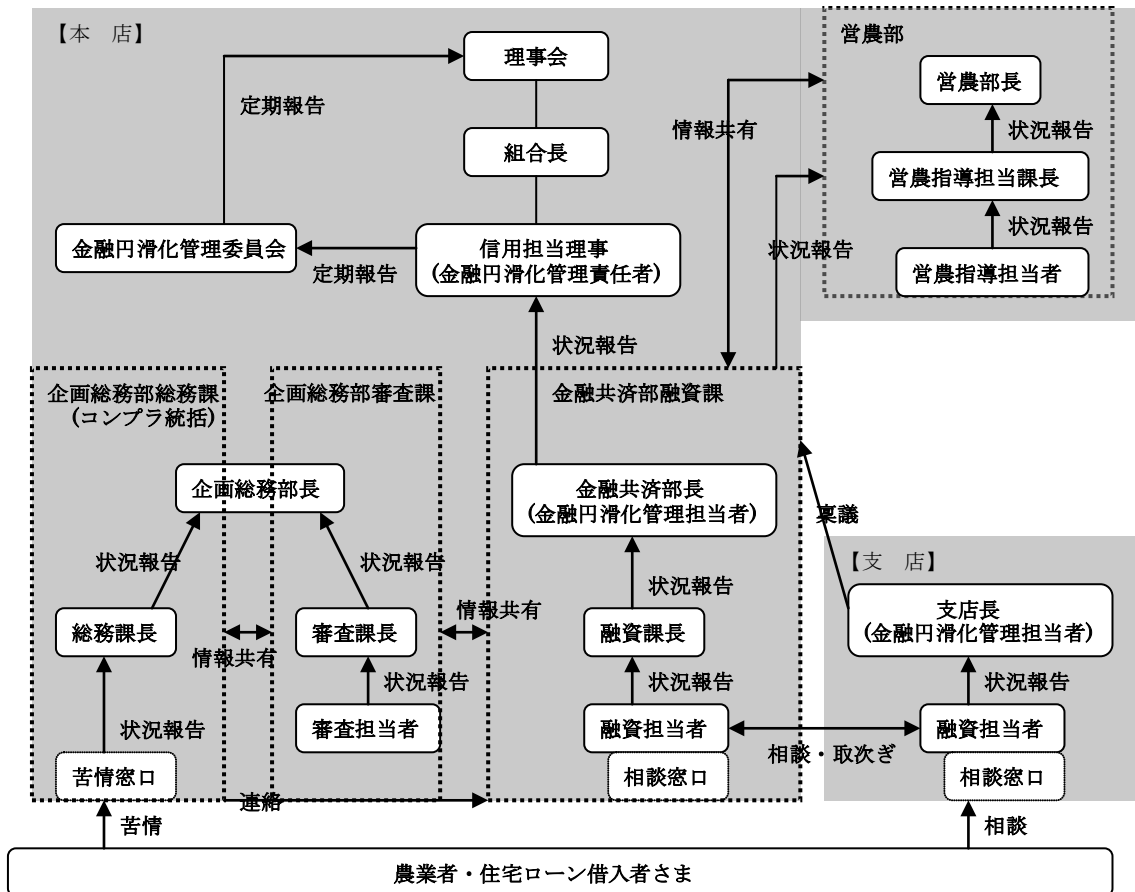 【本　店】
営農部
理事会
営農部長
定期報告
情報共有
状況報告
組合長
営農指導担当課長
状況報告
金融円滑化管理委員会
信用担当理事
(金融円滑化管理責任者)
定期報告
状況報告
営農指導担当者
状況報告
企画総務部総務課
(コンプラ統括)
企画総務部審査課
金融共済部融資課
企画総務部長
金融共済部長
(金融円滑化管理担当者)
稟議
【支　店】
状況報告
状況報告
状況報告
支店長
(金融円滑化管理担当者)
総務課長
審査課長
情報共有
融資課長
情報共有
状況報告
状況報告
状況報告
状況報告
審査担当者
融資担当者
融資担当者
相談・取次ぎ
苦情窓口
相談窓口
相談窓口
連絡
苦情
相談
農業者・住宅ローン借入者さま